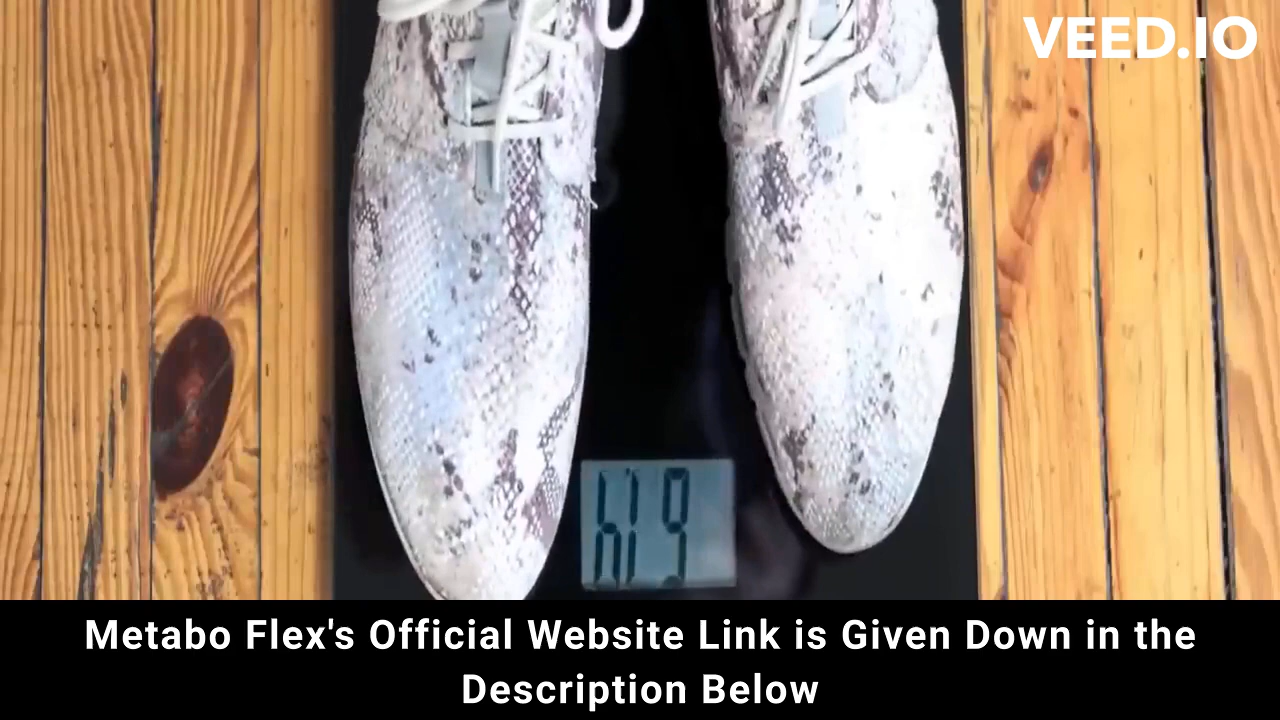 VEED.IO
Metabo Flex's Official Website Link is Given Down in the
Description Below